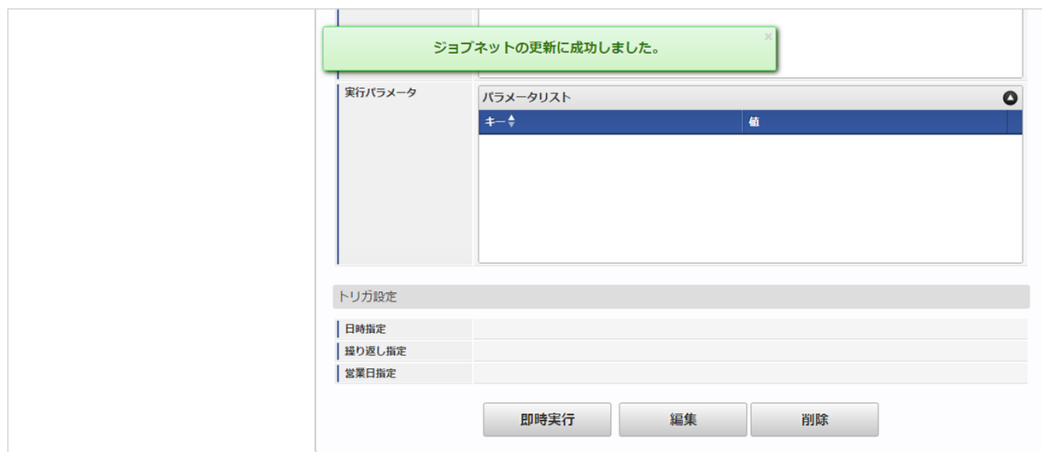 ジョブネットの更新に成功しました。
×
実行パラメータ
パラメータリスト
キー
値
トリガ設定
日時指定
繰り返し指定
営業日指定
即時実行
編集
削除